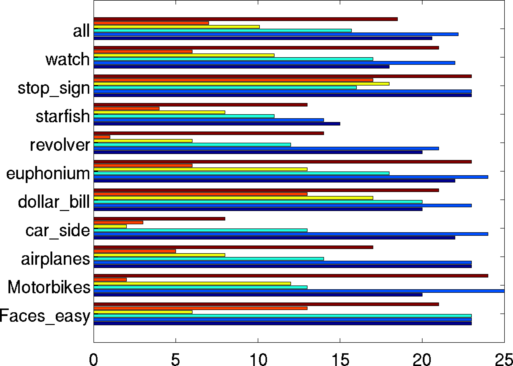 all
watch
stop_sign
starfish
revolver
euphonium
dollar_bill
car_side
airplanes
Motorbikes
Faces_easy
0 5 10 15 20 25